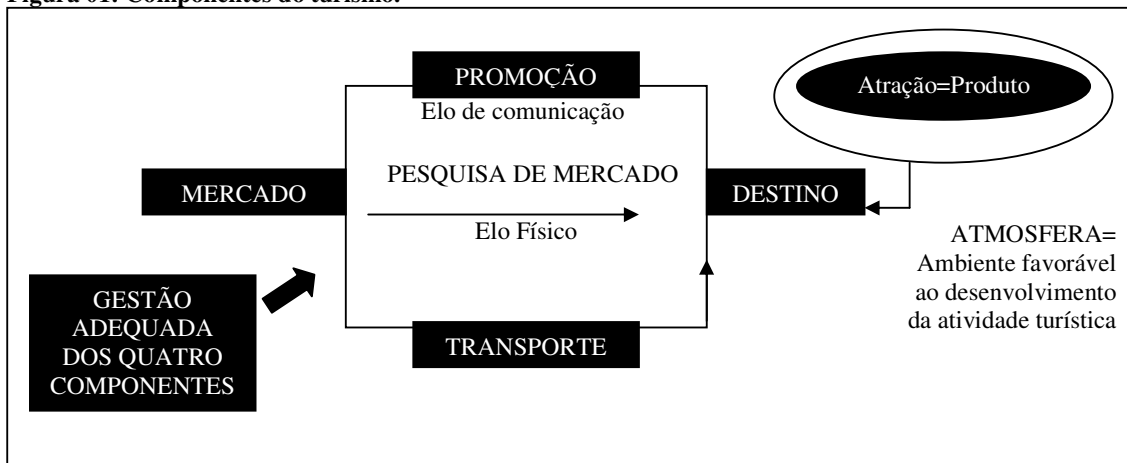 Figura 01: Componentes do turismo.
PROMOÇÃO
Elo de comunicação
Atração=Produto
MERCADO
PESQUISA DE MERCADO
Elo Físico
DESTINO
ATMOSFERA=
Ambiente favorável
ao desenvolvimento
da atividade turística
GESTÃO
ADEQUADA
DOS QUATRO
COMPONENTES
TRANSPORTE